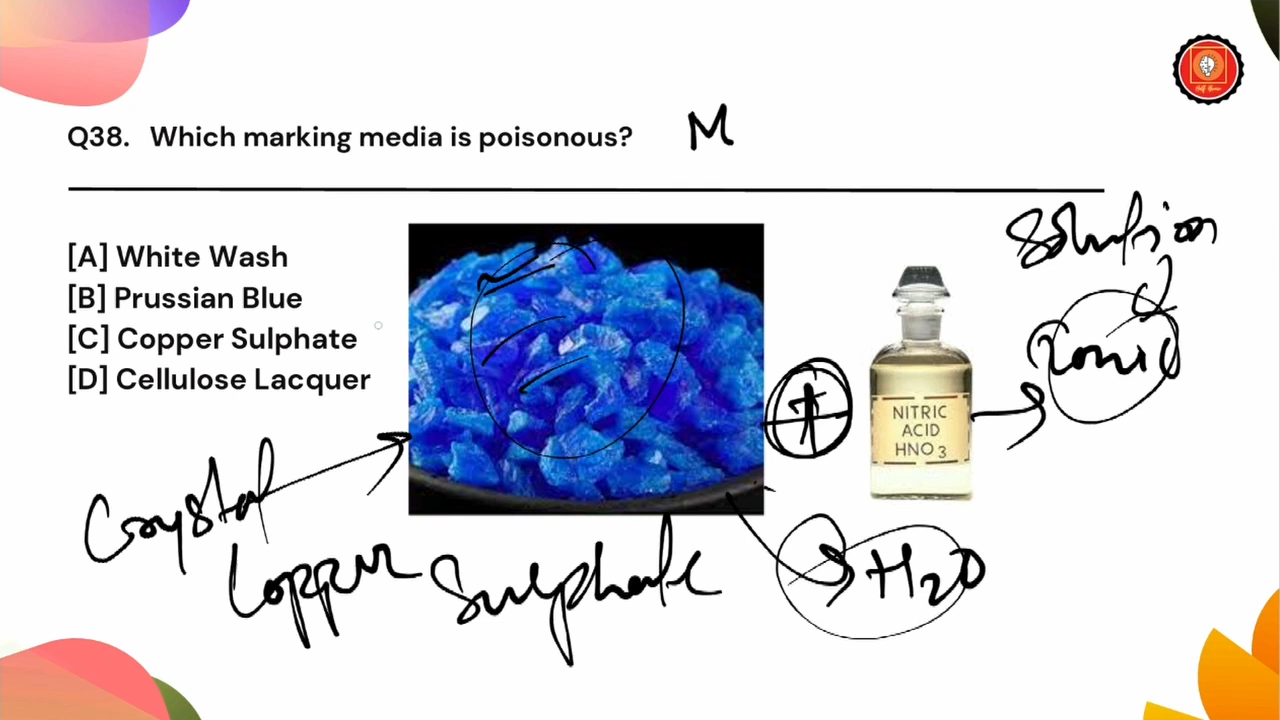 Q38. Which marking media is poisonous? M
[A] White Wash
[B] Prussian Blue
[C] Copper Sulphate
[D] Cellulose Lacquer
Solution
NITRIC
ACID
HNO3
Crystal
Copper Sulphate
H2O